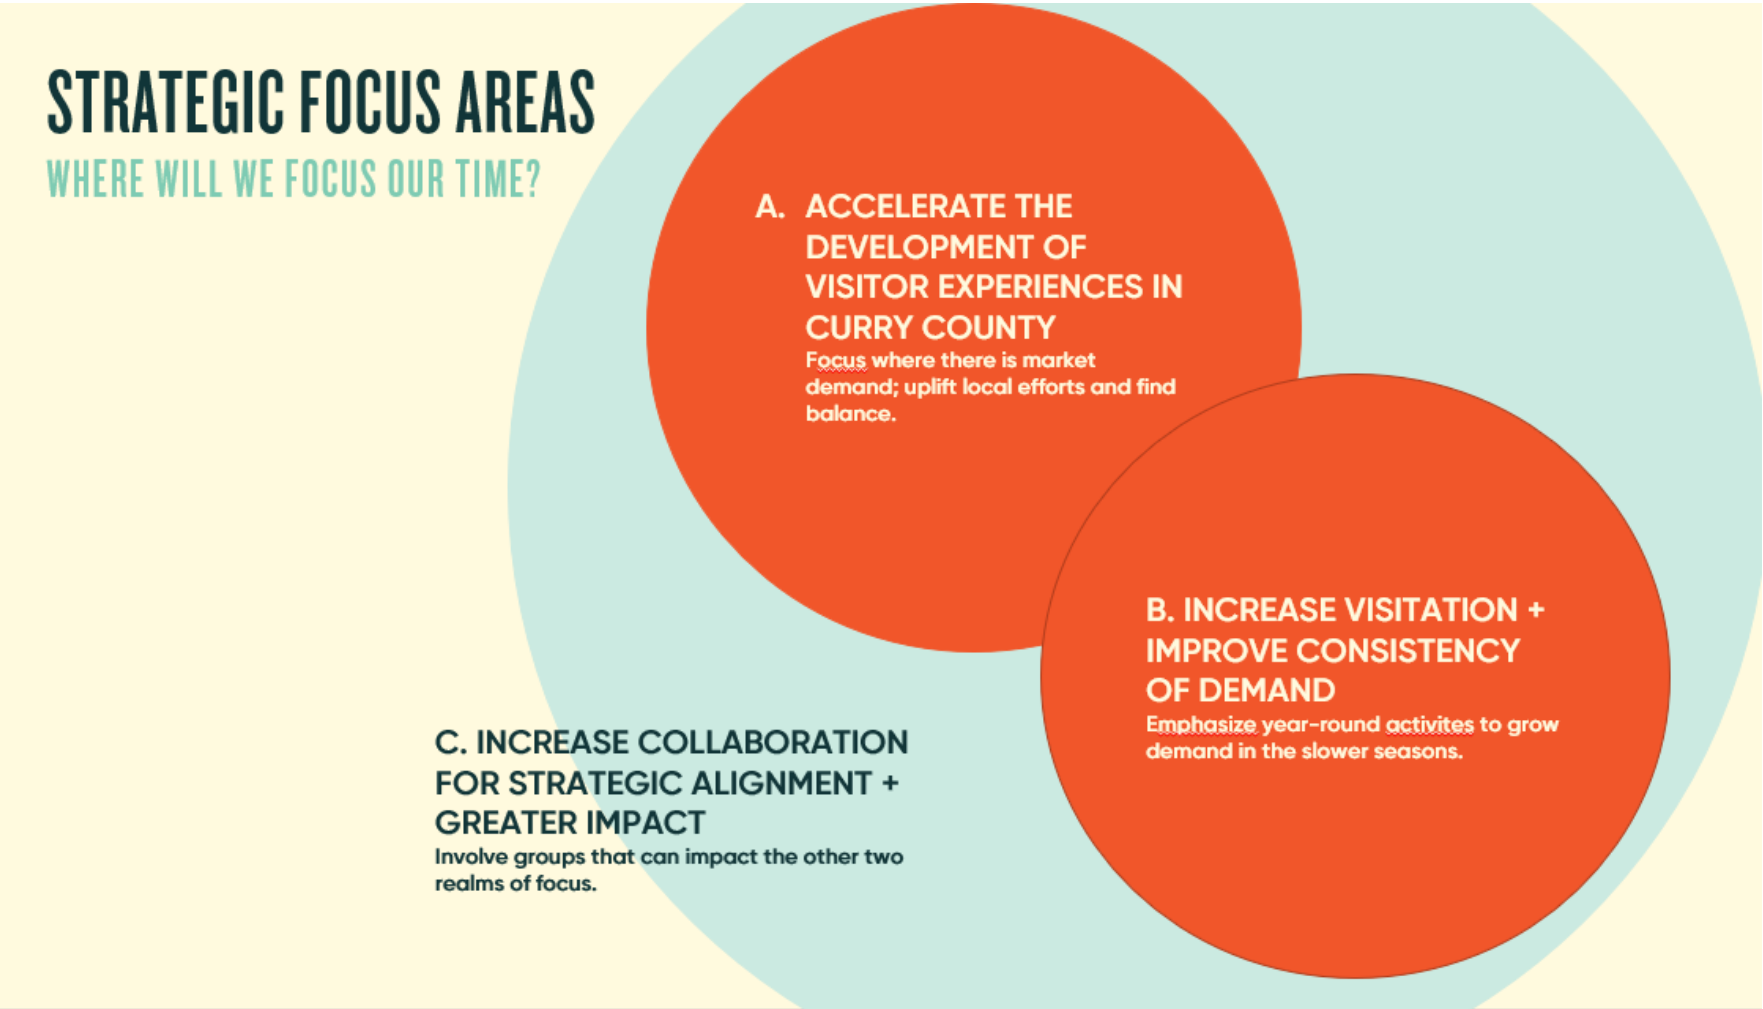 STRATEGIC FOCUS AREAS
WHERE WILL WE FOCUS OUR TIME?
A. ACCELERATE THE
DEVELOPMENT OF
VISITOR EXPERIENCES IN
CURRY COUNTY
Focus where there is market
demand; uplift local efforts and find
balance.
B. INCREASE VISITATION +
IMPROVE CONSISTENCY
OF DEMAND
Emphasize year-round activites to grow
demand in the slower seasons.
C. INCREASE COLLABORATION
FOR STRATEGIC ALIGNMENT +
GREATER IMPACT
Involve groups that can impact the other two
realms of focus.